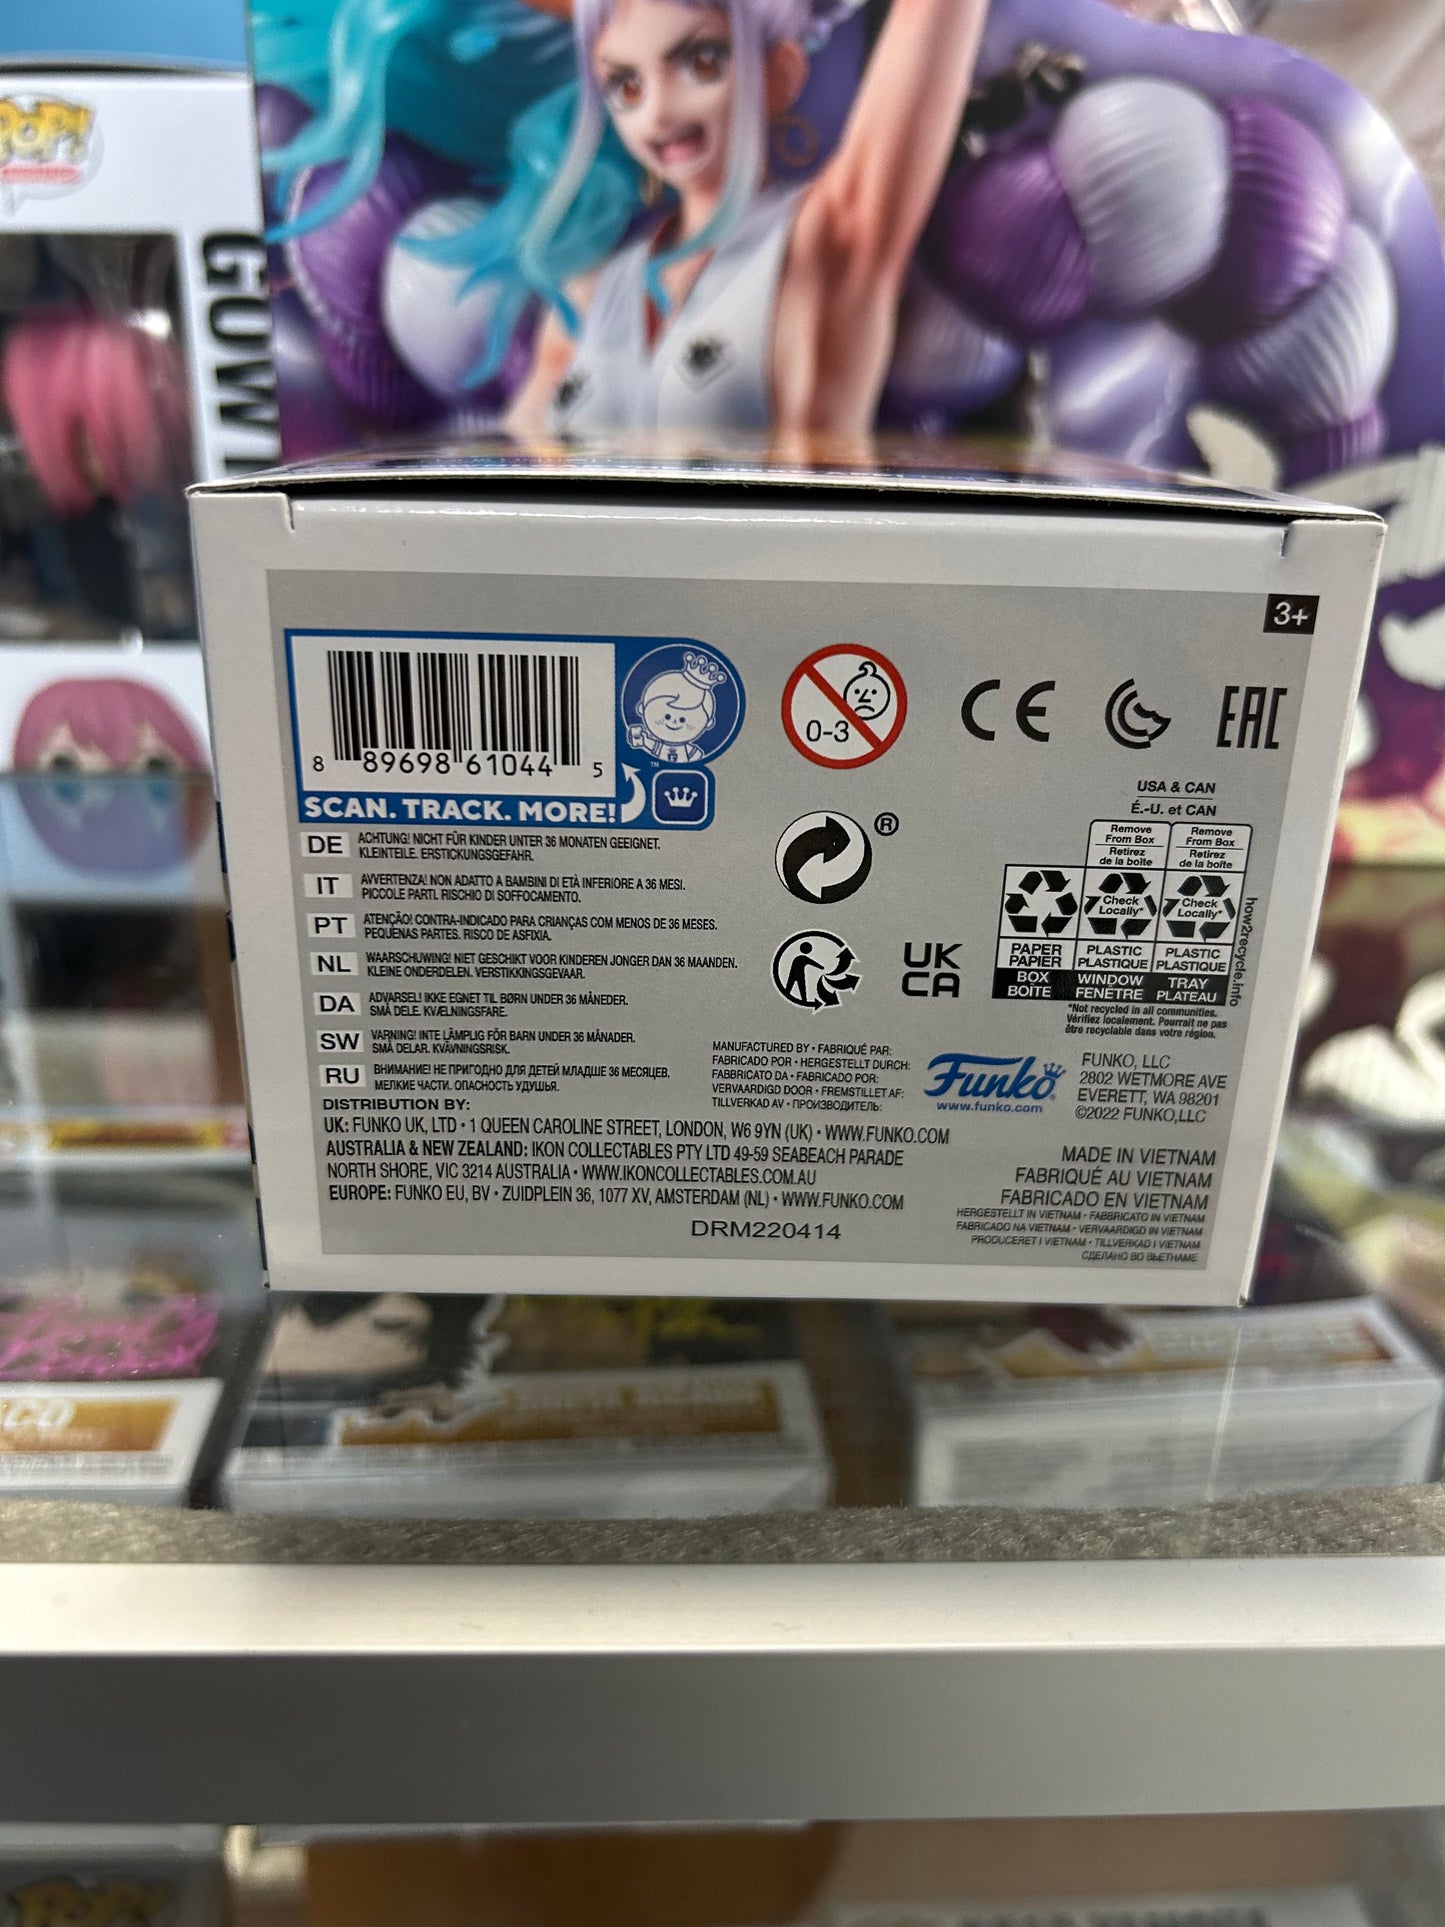 POP!
GOW
3+
8 89698 61044 5
SCAN. TRACK. MORE!
™
0-3
CE
EAC
DE ACHTUNG! NICHT FÜR KINDER UNTER 36 MONATEN GEEIGNET.
KLEINTEILE. ERSTICKUNGSGEFAHR.
IT AVVERTENZA! NON ADATTO A BAMBINI DI ETÀ INFERIORE A 36 MESI.
PICCOLE PARTI. RISCHIO DI SOFFOCAMENTO.
PT ATENÇÃO! CONTRA-INDICADO PARA CRIANÇAS COM MENOS DE 36 MESES.
PEQUENAS PARTES. RISCO DE ASFIXIA.
NL WAARSCHUWING! NIET GESCHIKT VOOR KINDEREN JONGER DAN 36 MAANDEN.
KLEINE ONDERDELEN. VERSTIKKINGSGEVAAR.
DA ADVARSEL! IKKE EGNET TIL BØRN UNDER 36 MÅNEDER.
SMÅ DELE. KVÆLNINGSFARE.
SW VARNING! INTE LÄMPLIG FÖR BARN UNDER 36 MÅNADER.
SMÅ DELAR. KVÄVNINGSRISK.
RU ВНИМАНИЕ! НЕ ПРИГОДНО ДЛЯ ДЕТЕЙ МЛАДШЕ 36 МЕСЯЦЕВ.
МЕЛКИЕ ЧАСТИ. ОПАСНОСТЬ УДУШЬЯ.
®
UK
CA
USA & CAN
É.-U. et CAN
Remove From Box
Retirez de la boîte
Remove From Box
Retirez de la boîte
Check Locally*
Check Locally*
PAPER PAPIER
PLASTIC PLASTIQUE
PLASTIC PLASTIQUE
BOX BOÎTE
WINDOW FENÊTRE
TRAY PLATEAU
how2recycle.info
*Not recycled in all communities.
Vérifiez localement. Pourrait ne pas
être recyclable dans votre région.
MANUFACTURED BY • FABRIQUÉ PAR:
FABRICADO POR • HERGESTELLT DURCH:
FABBRICATO DA • FABRICADO POR:
VERVAARDIGD DOOR • FREMSTILLET AF:
TILLVERKAD AV • ПРОИЗВОДИТЕЛЬ:
Funko®
www.funko.com
FUNKO, LLC
2802 WETMORE AVE
EVERETT, WA 98201
©2022 FUNKO,LLC
DISTRIBUTION BY:
UK: FUNKO UK, LTD • 1 QUEEN CAROLINE STREET, LONDON, W6 9YN (UK) • WWW.FUNKO.COM
AUSTRALIA & NEW ZEALAND: IKON COLLECTABLES PTY LTD 49-59 SEABEACH PARADE
NORTH SHORE, VIC 3214 AUSTRALIA • WWW.IKONCOLLECTABLES.COM.AU
EUROPE: FUNKO EU, BV • ZUIDPLEIN 36, 1077 XV, AMSTERDAM (NL) • WWW.FUNKO.COM
DRM220414
MADE IN VIETNAM
FABRIQUÉ AU VIETNAM
FABRICADO EN VIETNAM
HERGESTELLT IN VIETNAM • FABBRICATO IN VIETNAM
FABRICADO NA VIETNAM • VERVAARDIGD IN VIETNAM
PRODUCERET I VIETNAM • TILLVERKAD I VIETNAM
СДЕЛАНО ВО ВЬЕТНАМЕ